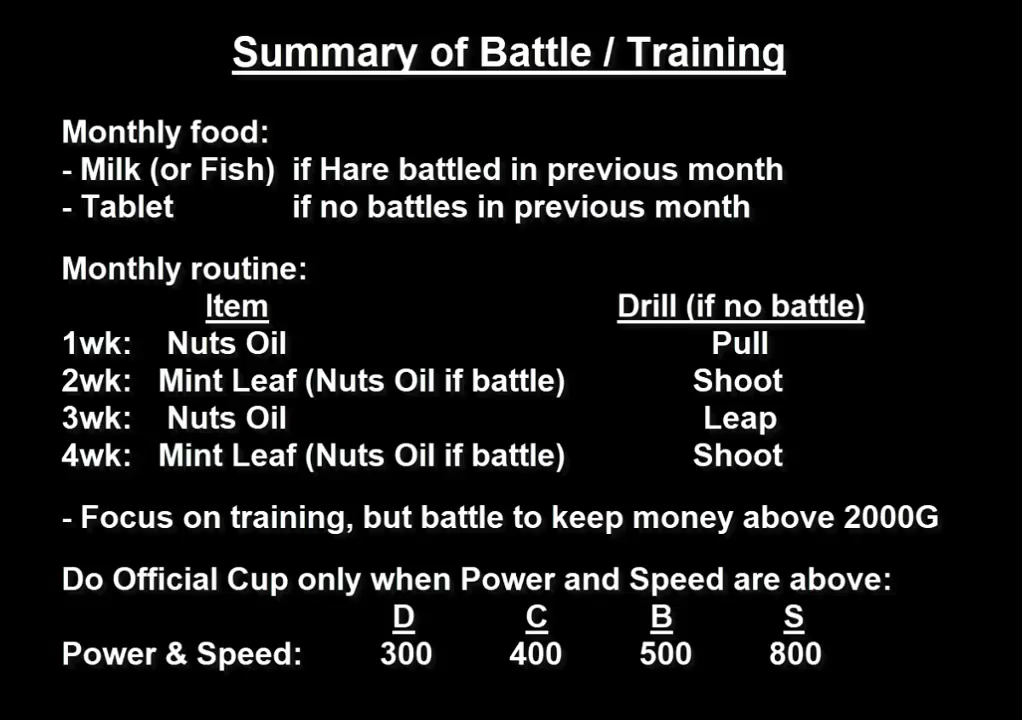 Summary of Battle / Training
Monthly food:
- Milk (or Fish) if Hare battled in previous month
- Tablet if no battles in previous month
Monthly routine:
Item Drill (if no battle)
1wk: Nuts Oil Pull
2wk: Mint Leaf (Nuts Oil if battle) Shoot
3wk: Nuts Oil Leap
4wk: Mint Leaf (Nuts Oil if battle) Shoot
- Focus on training, but battle to keep money above 2000G
Do Official Cup only when Power and Speed are above:
D C B S
Power & Speed: 300 400 500 800